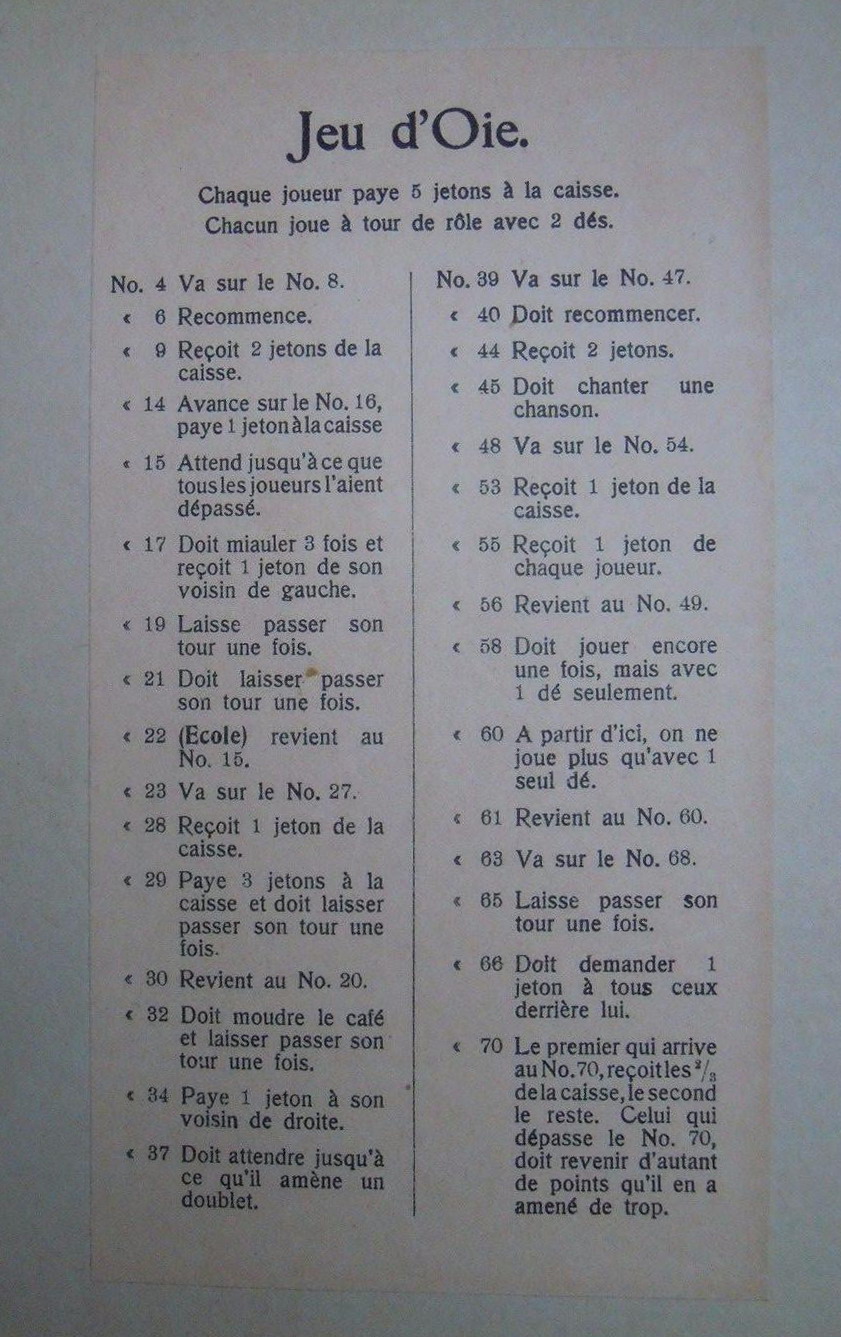 Jeu d'Oie.
Chaque joueur paye 5 jetons à la caisse.
Chacun joue à tour de rôle avec 2 dés.
No. 4 Va sur le No. 8.
« 6 Recommence.
« 9 Reçoit 2 jetons de la
caisse.
« 14 Avance sur le No. 16,
paye 1 jeton à la caisse
« 15 Attend jusqu'à ce que
tous les joueurs l'aient
dépassé.
« 17 Doit miauler 3 fois et
reçoit 1 jeton de son
voisin de gauche.
« 19 Laisse passer son
tour une fois.
« 21 Doit laisser passer
son tour une fois.
« 22 (Ecole) revient au
No. 15.
« 23 Va sur le No. 27.
« 28 Reçoit 1 jeton de la
caisse.
« 29 Paye 3 jetons à la
caisse et doit laisser
passer son tour une
fois.
« 30 Revient au No. 20.
« 32 Doit moudre le café
et laisser passer son
tour une fois.
« 34 Paye 1 jeton à son
voisin de droite.
« 37 Doit attendre jusqu'à
ce qu'il amène un
doublet.
No. 39 Va sur le No. 47.
« 40 Doit recommencer.
« 44 Reçoit 2 jetons.
« 45 Doit chanter une
chanson.
« 48 Va sur le No. 54.
« 53 Reçoit 1 jeton de la
caisse.
« 55 Reçoit 1 jeton de
chaque joueur.
« 56 Revient au No. 49.
« 58 Doit jouer encore
une fois, mais avec
1 dé seulement.
« 60 A partir d'ici, on ne
joue plus qu'avec 1
seul dé.
« 61 Revient au No. 60.
« 63 Va sur le No. 68.
« 65 Laisse passer son
tour une fois.
« 66 Doit demander 1
jeton à tous ceux
derrière lui.
« 70 Le premier qui arrive
au No. 70, reçoit les 2/3
de la caisse, le second
le reste. Celui qui
dépasse le No. 70,
doit revenir d'autant
de points qu'il en a
amené de trop.